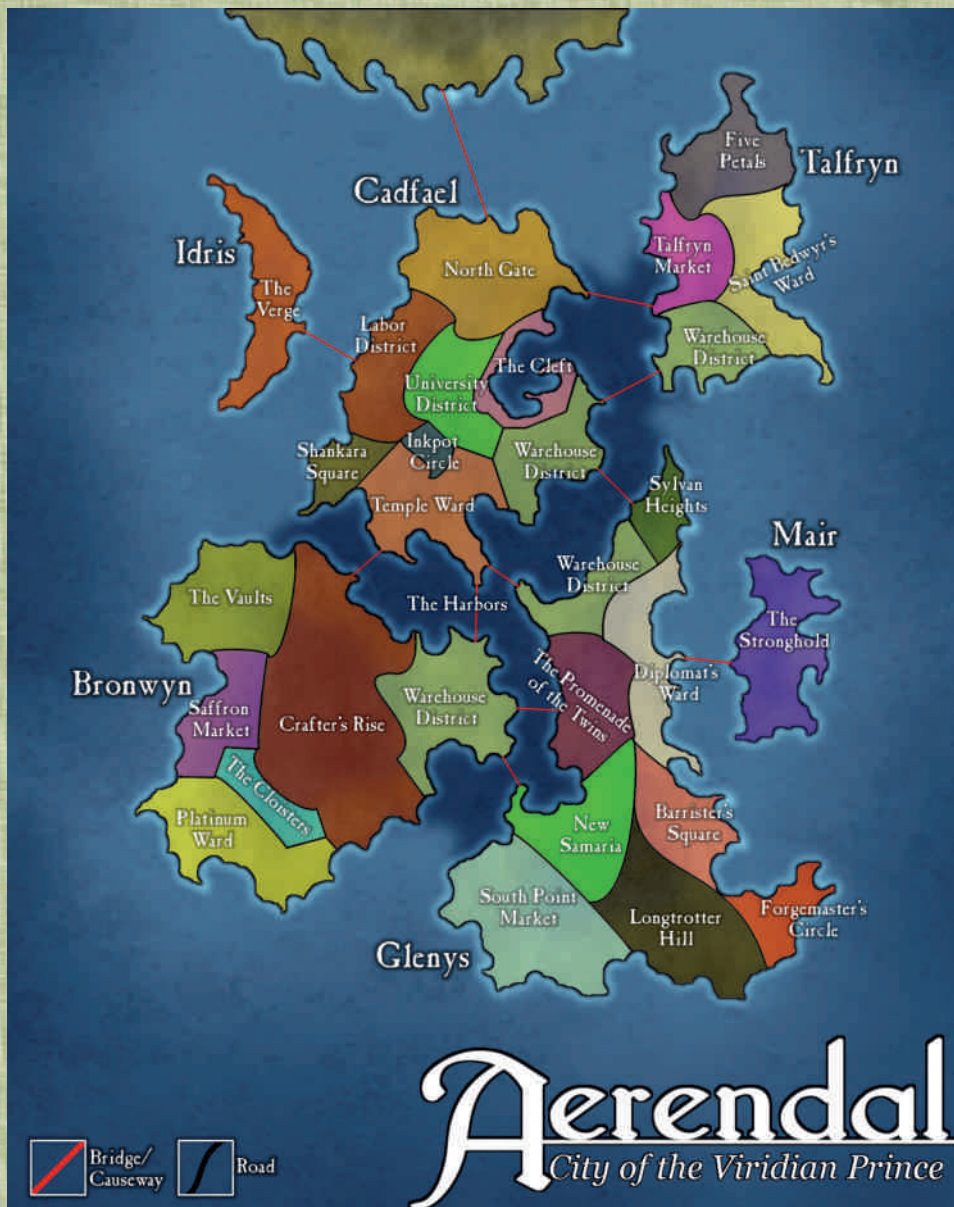 Five
Petals
Talfryn
Cadfael
Idris
Talfryn
Market
Saint Bedwyr's
Ward
North Gate
The
Verge
Labor
District
Warehouse
District
The Cleft
University
District
Shankara
Square
Inkpot
Circle
Warehouse
District
Sylvan
Heights
Temple Ward
Mair
Warehouse
District
The Vaults
The Harbors
The
Stronghold
Bronwyn
Saffron
Market
Crafter's Rise
Warehouse
District
The Promenade
of the Twins
Diplomat's
Ward
The Cloisters
Platinum
Ward
New
Samaria
Barrister's
Square
South Point
Market
Longtrotter
Hill
Forgemaster's
Circle
Glenys
Aerendal
City of the Viridian Prince
Bridge/
Causeway
Road